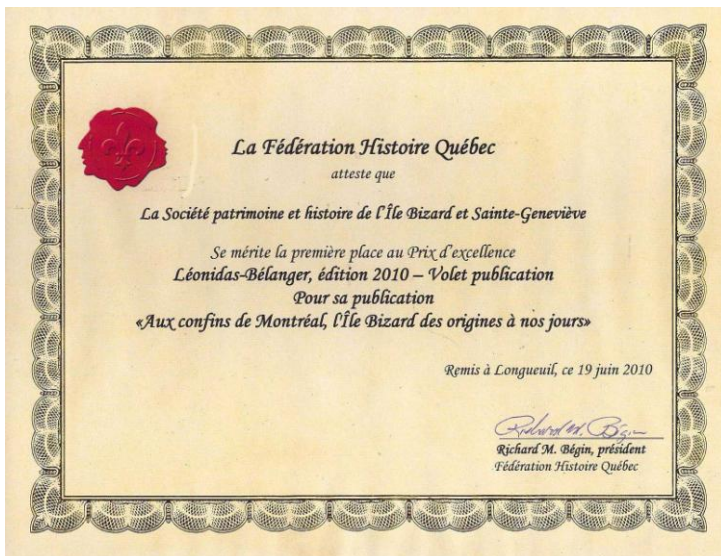 La Fédération Histoire Québec
atteste que
La Société patrimoine et histoire de l'Île Bizard et Sainte-Geneviève
Se mérite la première place au Prix d'excellence
Léonidas-Bélanger, édition 2010 – Volet publication
Pour sa publication
«Aux confins de Montréal, l'Île Bizard des origines à nos jours»
Remis à Longueuil, ce 19 juin 2010
Richard M. Bégin
Richard M. Bégin, président
Fédération Histoire Québec